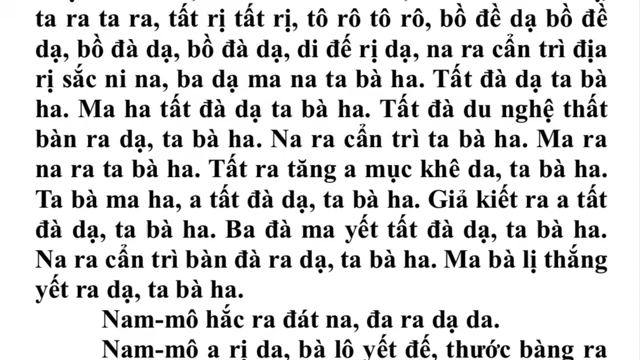 ta ra ta ra, tất rị tất rị, tô rô tô rô, bồ đề dạ bồ đề
dạ, bồ đà dạ, bồ đà dạ, di đế rị dạ, na ra cẩn trì địa
rị sắc ni na, ba dạ ma na ta bà ha. Tất đà dạ ta bà
ha. Ma ha tất đà dạ ta bà ha. Tất đà du nghệ thất
bàn ra dạ, ta bà ha. Na ra cẩn trì ta bà ha. Ma ra
na ra ta bà ha. Tất ra tăng a mục khê da, ta bà ha.
Ta bà ma ha, a tất đà dạ, ta bà ha. Giả kiết ra a tất
đà dạ, ta bà ha. Ba đà ma yết tất đà dạ, ta bà ha.
Na ra cẩn trì bàn đà ra dạ, ta bà ha. Ma bà lị thắng
yết ra dạ, ta bà ha.
Nam-mô hắc ra đát na, đa ra dạ da.
Nam-mô a rị da, bà lô yết đế, thước bàng ra